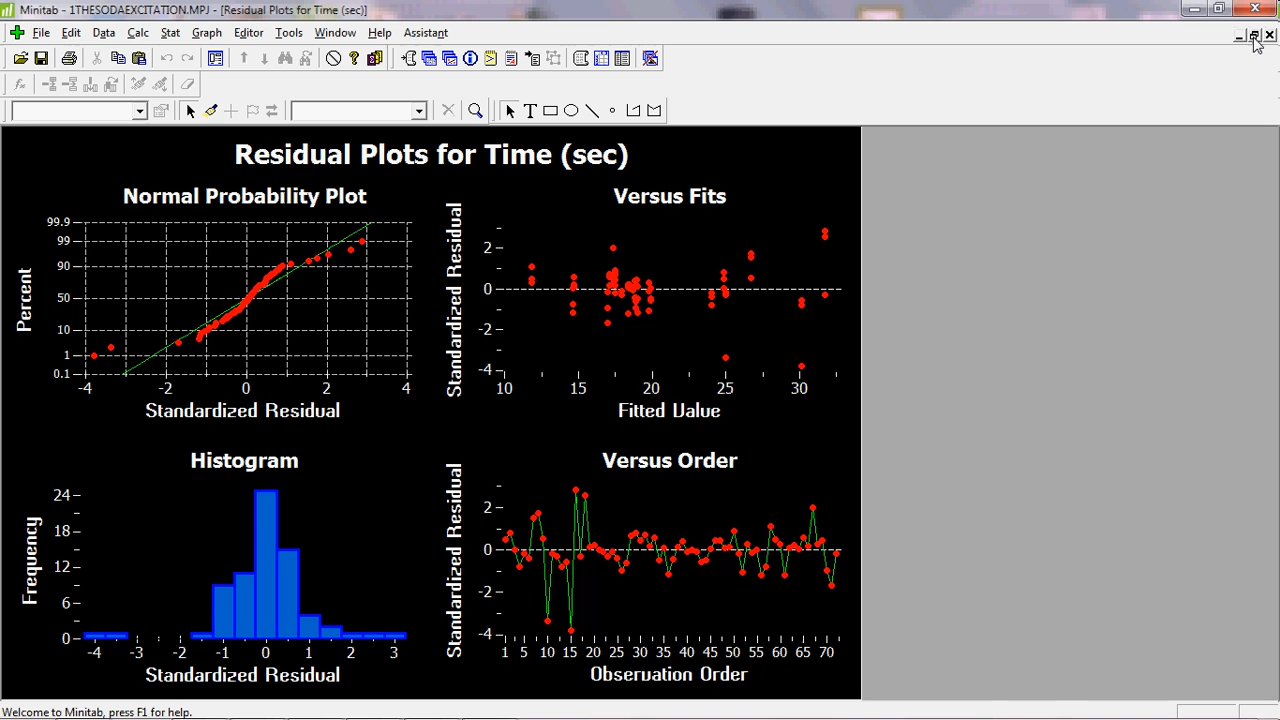 Minitab - 1THESODAEXCITATION.MPJ - [Residual Plots for Time (sec)]
File Edit Data Calc Stat Graph Editor Tools Window Help Assistant
Residual Plots for Time (sec)
Normal Probability Plot
Percent
99.9
99
90
50
10
1
0.1
-4 -2 0 2 4
Standardized Residual
Versus Fits
Standardized Residual
2
0
-2
-4
10 15 20 25 30
Fitted Value
Histogram
Frequency
24
18
12
6
0
-4 -3 -2 -1 0 1 2 3
Standardized Residual
Versus Order
Standardized Residual
2
0
-2
-4
1 5 10 15 20 25 30 35 40 45 50 55 60 65 70
Observation Order
Welcome to Minitab, press F1 for help.